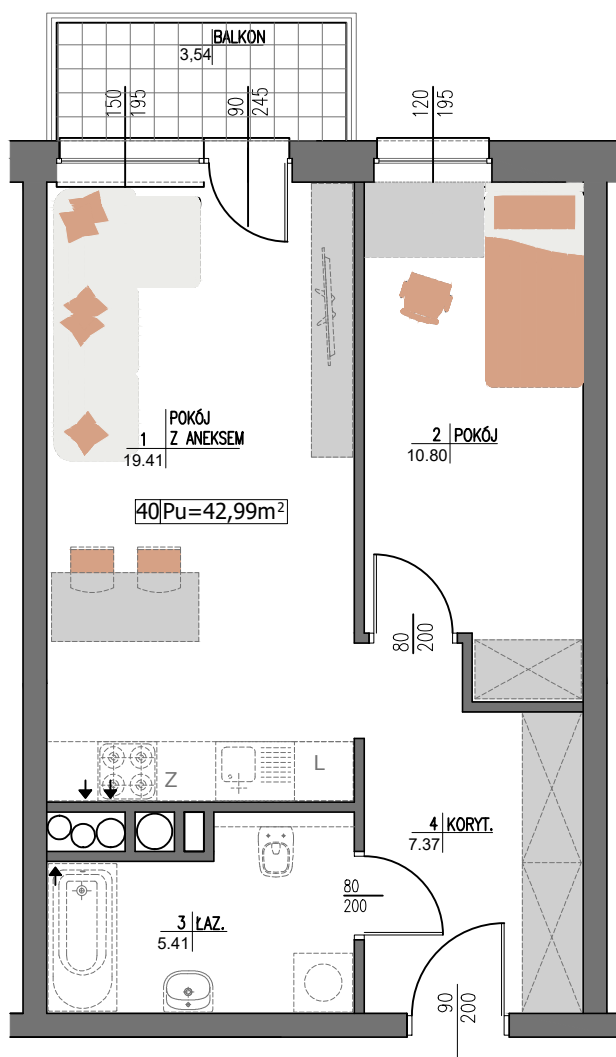 BALKON
3,54
150
195
90
245
120
195
1 POKÓJ
Z ANEKSEM
19.41
2 POKÓJ
10.80
40 Pu=42,99m²
80
200
Z
L
4 KORYT.
7.37
80
200
3 ŁAZ.
5.41
90
200